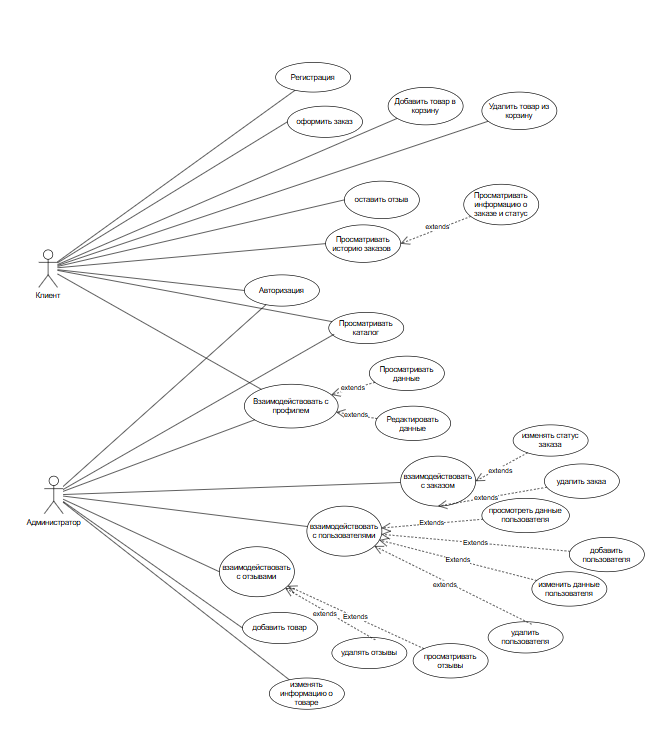 Регистрация
Добавить товар в
корзину
Удалить товар из
корзину
оформить заказ
оставить отзыв
Просматривать
информацию о
заказе и статус
extends
Просматривать
историю заказов
Клиент
Авторизация
Просматривать
каталог
Просматривать
данные
extends
Взаимодействовать с
профилем
extends
Редактировать
данные
изменять статус
заказа
extends
взаимодействовать
с заказом
удалить заказа
extends
просмотреть данные
пользователя
Администратор
взаимодействовать
с пользователями
Extends
Extends
добавить
пользователя
Extends
взаимодействовать
с отзывами
extends
изменить данные
пользователя
extends
Extends
добавить товар
удалить
пользователя
удалять отзывы
просматривать
отзывы
изменять
информацию о
товаре